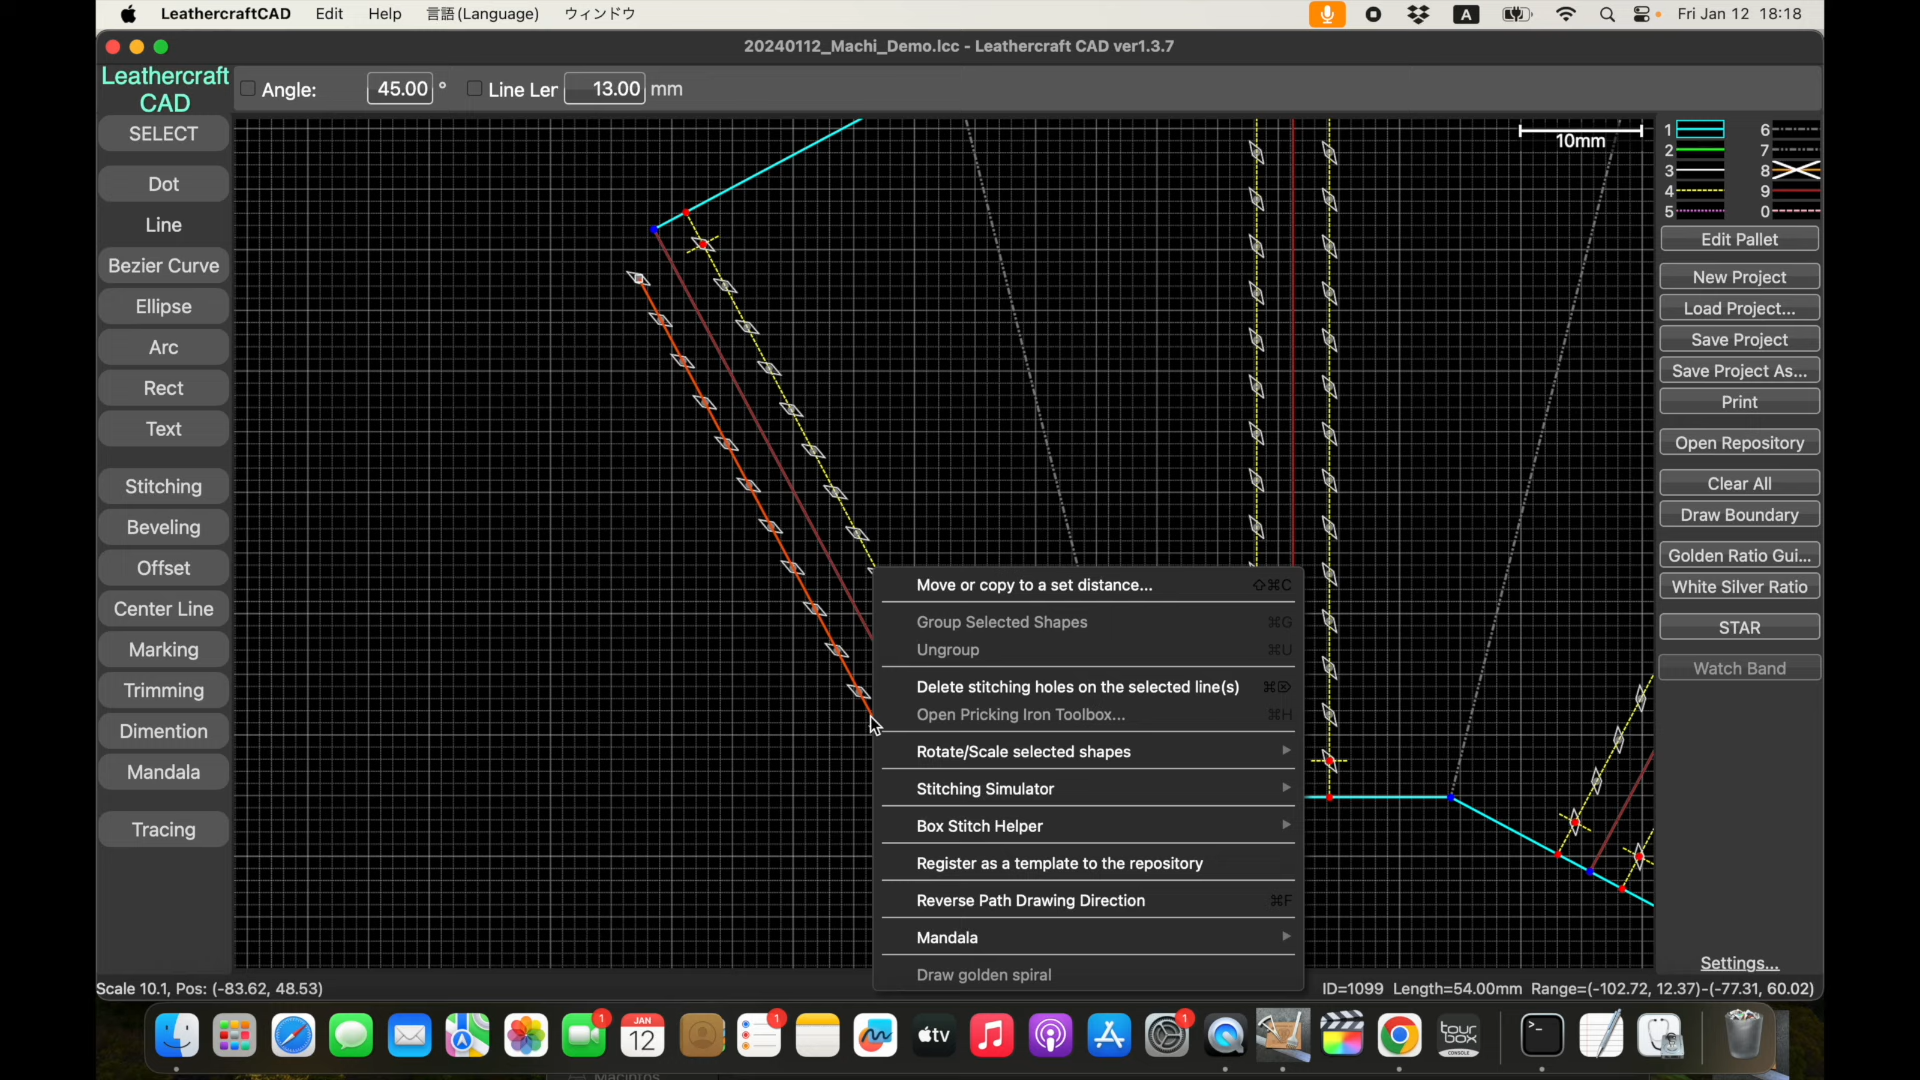 LeathercraftCAD Edit Help 言語(Language) ウィンドウ A Fri Jan 12 18:18
20240112_Machi_Demo.lcc - Leathercraft CAD ver1.3.7
Leathercraft
CAD
Angle: 45.00 ° Line Ler 13.00 mm
SELECT
Dot
Line
Bezier Curve
Ellipse
Arc
Rect
Text
Stitching
Beveling
Offset
Center Line
Marking
Trimming
Dimention
Mandala
Tracing
10mm
1 6
2 7
3 8
4 9
5 0
Edit Pallet
New Project
Load Project...
Save Project
Save Project As...
Print
Open Repository
Clear All
Draw Boundary
Golden Ratio Gui...
White Silver Ratio
STAR
Watch Band
Settings...
Move or copy to a set distance... ⇧⌘C
Group Selected Shapes ⌘G
Ungroup ⌘U
Delete stitching holes on the selected line(s) ⌘⌦
Open Pricking Iron Toolbox... ⌘H
Rotate/Scale selected shapes
Stitching Simulator
Box Stitch Helper
Register as a template to the repository
Reverse Path Drawing Direction ⌘F
Mandala
Draw golden spiral
Scale 10.1, Pos: (-83.62, 48.53) ID=1099 Length=54.00mm Range=(-102.72, 12.37)-(-77.31, 60.02)
1 JAN 12 1 tv 1 tour box CONSOLE